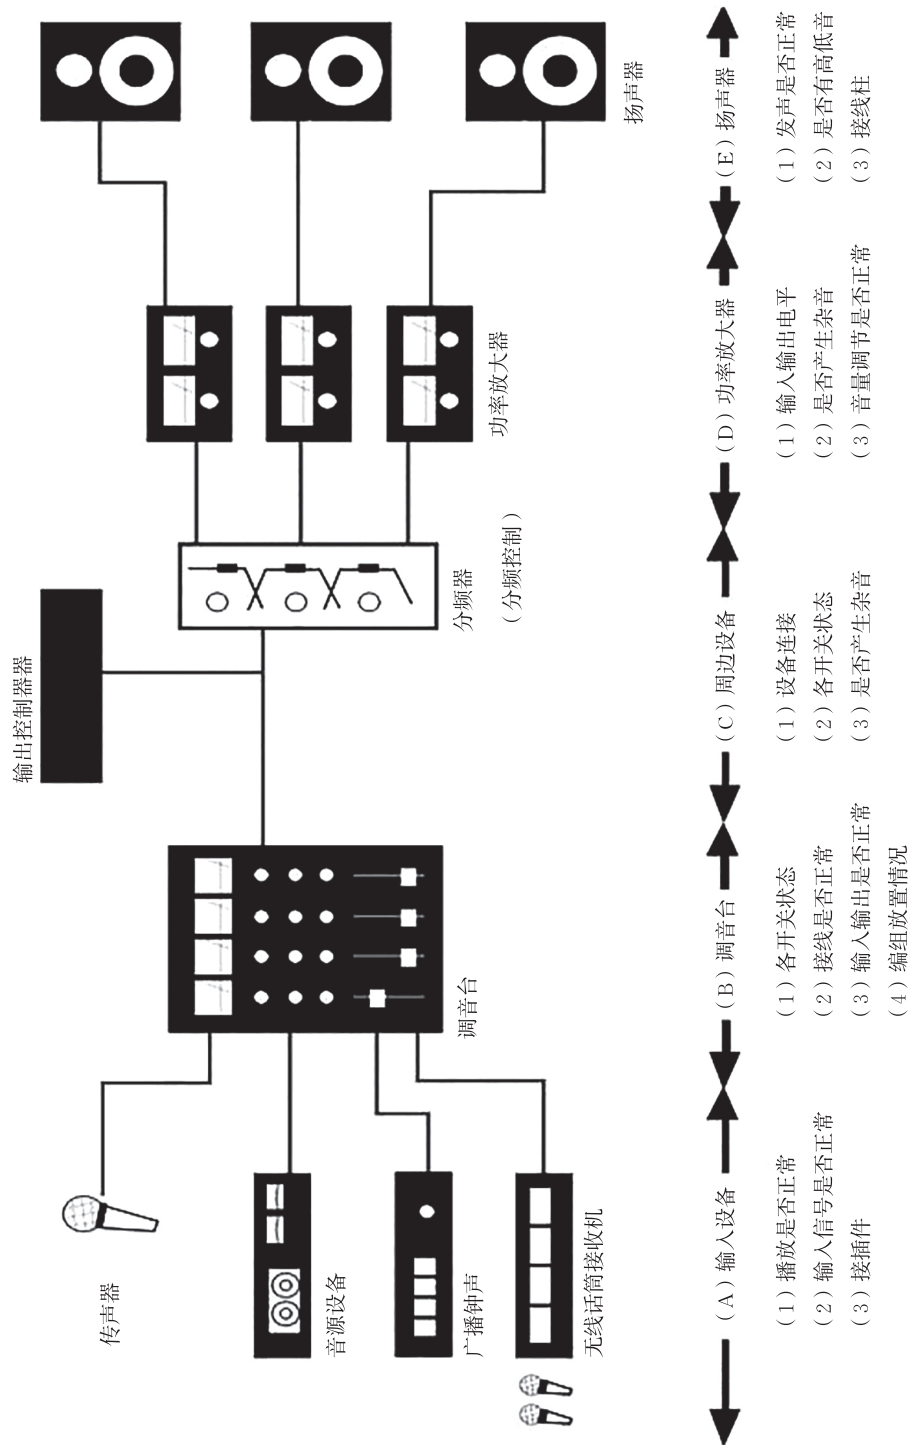 传声器
音源设备
广播钟声
无线话筒接收机
调音台
输出控制器器
分频器
（分频控制）
功率放大器
扬声器
（A）输入设备
（1）播放是否正常
（2）输入信号是否正常
（3）接插件
（B）调音台
（1）各开关状态
（2）接线是否正常
（3）输入输出是否正常
（4）编组放置情况
（C）周边设备
（1）设备连接
（2）各开关状态
（3）是否产生杂音
（D）功率放大器
（1）输入输出电平
（2）是否产生杂音
（3）音量调节是否正常
（E）扬声器
（1）发声是否正常
（2）是否有高低音
（3）接线柱